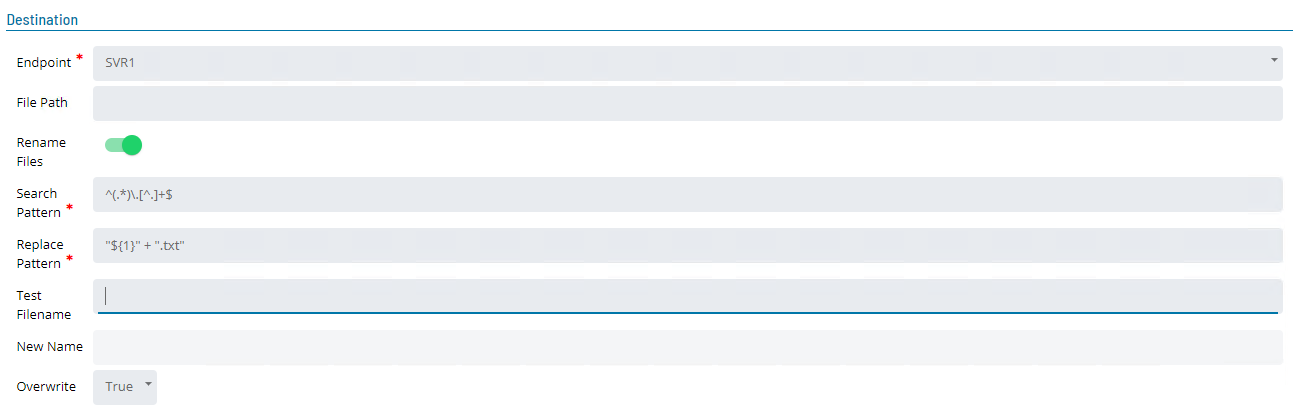 Destination
Endpoint *
SVR1
File Path
Rename
Files
Search
Pattern *
^(.*)\.[^.]+$
Replace
Pattern *
"${1}" + ".txt"
Test
Filename
New Name
Overwrite
True